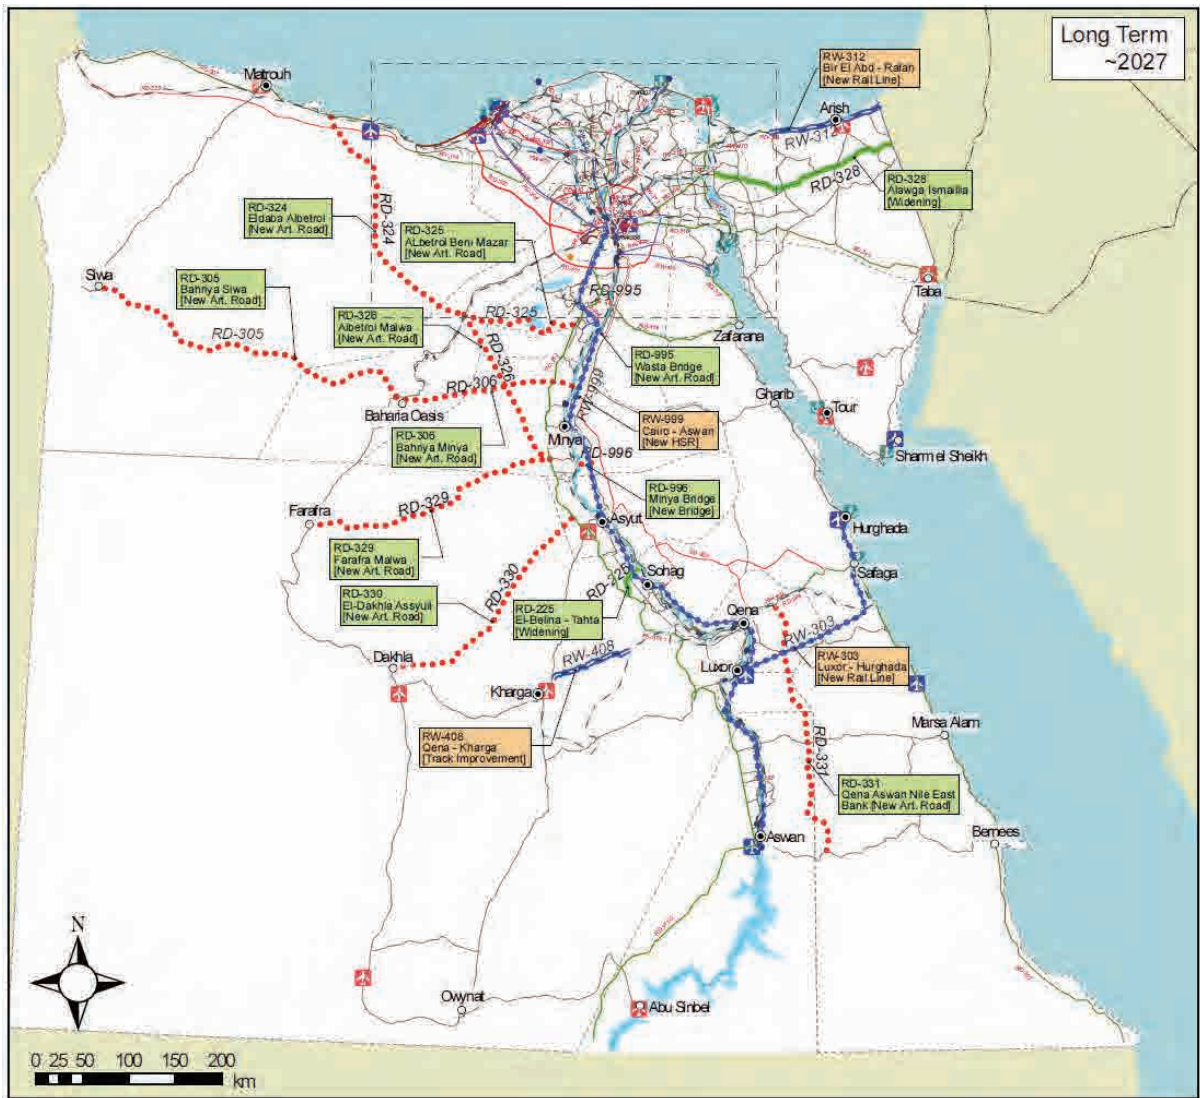 Long Term
~2027
RW-312
Bir El Abd - Rafah
[New Rail Line]
Matrouh
Arish
RW-312
RD-328
RD-328
Alawga Ismailia
[Widening]
RD-324
Eldaba Albetrol
[New Art. Road]
RD-324
RD-325
ALbetrol Beni Mazar
[New Art. Road]
Siwa
RD-305
Bahriya Siwa
[New Art. Road]
Taba
RD-995
RD-305
RD-326
Albetrol Malwa
[New Art. Road]
RD-325
Zafarana
RD-326
RD-995
Wasta Bridge
[New Art. Road]
RD-306
RW-999
Gharib
Baharia Oasis
Tour
RW-999
Cairo - Aswan
[New HSR]
Minya
RD-306
Bahriya Minya
[New Art. Road]
RD-996
Sharm el Sheikh
RD-996
Minya Bridge
[New Bridge]
RD-329
Farafra
Asyut
Hurghada
RD-329
Farafra Malwa
[New Art. Road]
Safaga
RD-330
El-Dakhla Assyuit
[New Art. Road]
RD-330
RD-225
Sohag
RD-225
El-Belina - Tahta
[Widening]
Qena
RW-303
RW-408
Dakhla
Luxor
RW-303
Luxor - Hurghada
[New Rail Line]
Kharga
RW-408
Qena - Kharga
[Track Improvement]
Marsa Alam
RD-331
RD-331
Qena Aswan Nile East
Bank [New Art. Road]
Aswan
Bernees
N
Owynat
Abu Simbel
0 25 50 100 150 200
km